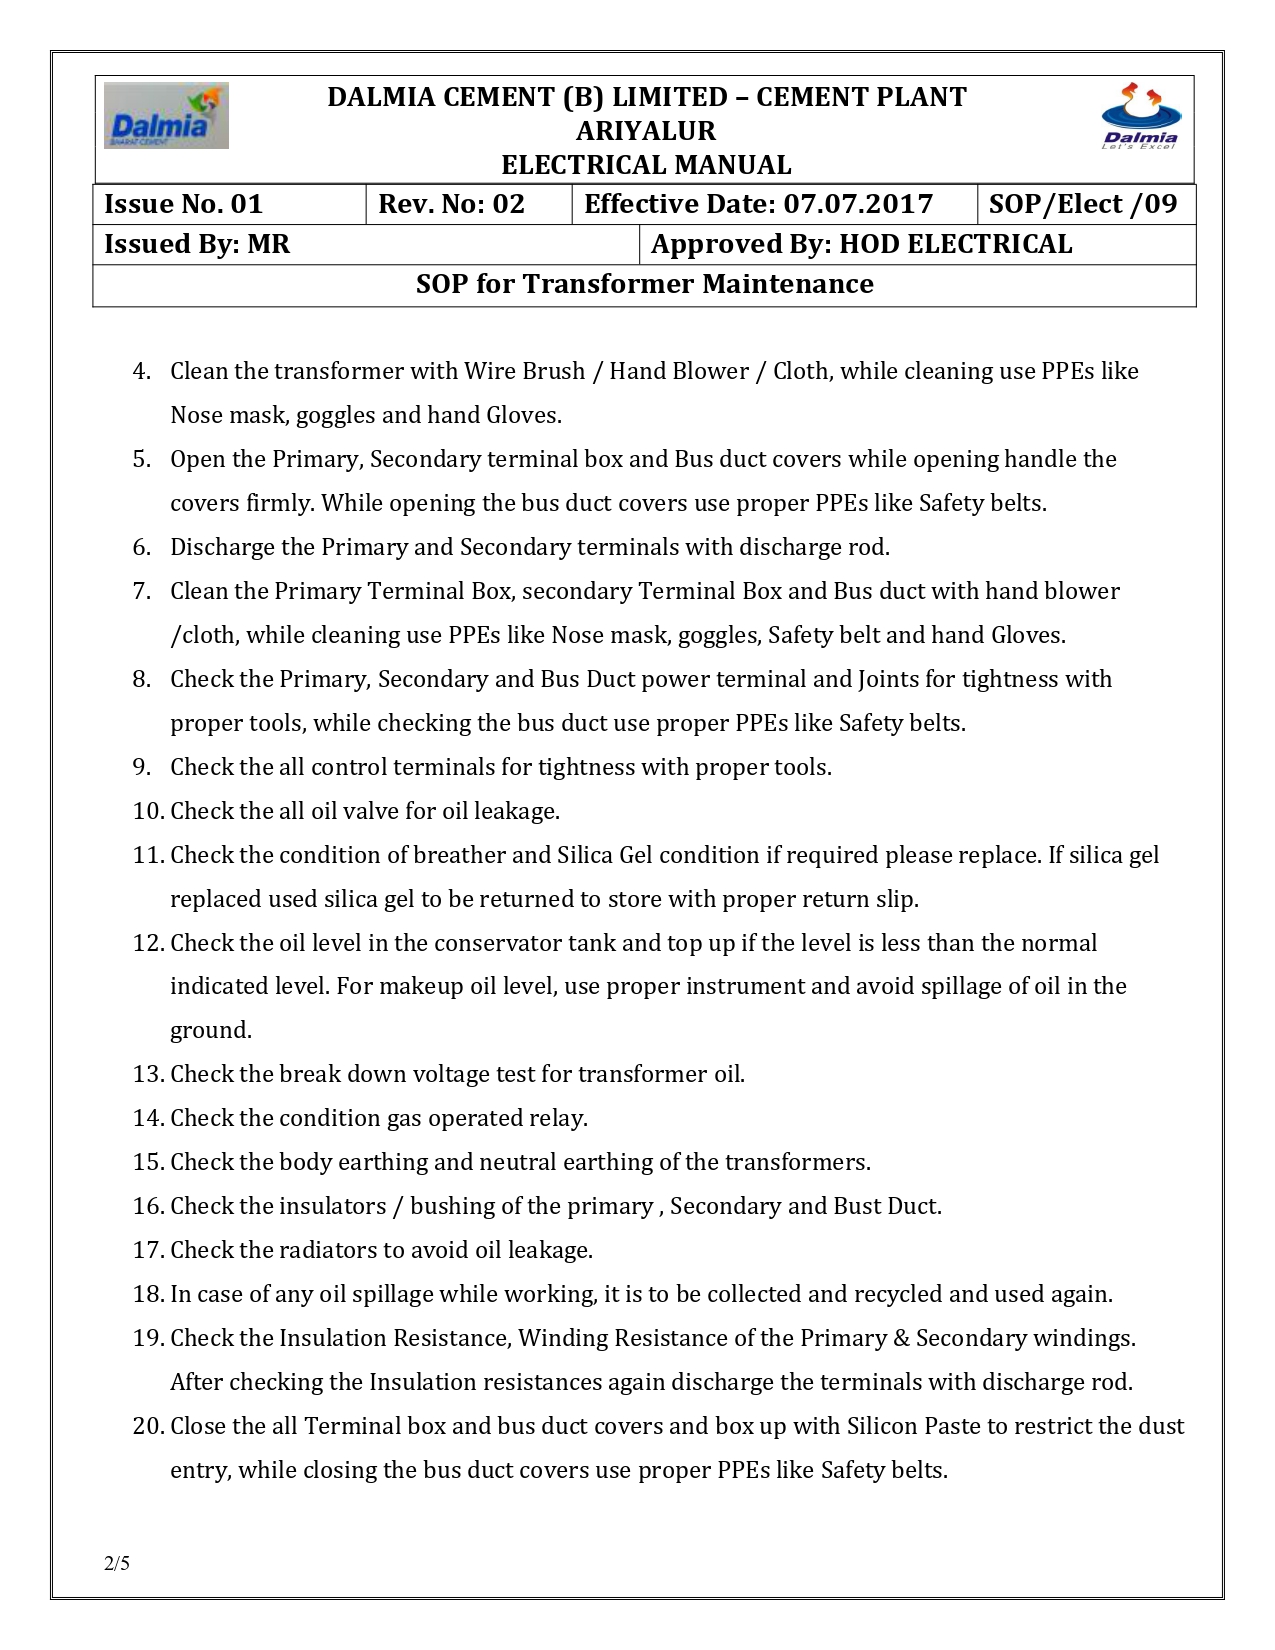 Dalmia
BHARAT CEMENT
DALMIA CEMENT (B) LIMITED – CEMENT PLANT
ARIYALUR
ELECTRICAL MANUAL
Dalmia
Let's Excel
Issue No. 01 Rev. No: 02 Effective Date: 07.07.2017 SOP/Elect /09
Issued By: MR Approved By: HOD ELECTRICAL
SOP for Transformer Maintenance
4. Clean the transformer with Wire Brush / Hand Blower / Cloth, while cleaning use PPEs like
Nose mask, goggles and hand Gloves.
5. Open the Primary, Secondary terminal box and Bus duct covers while opening handle the
covers firmly. While opening the bus duct covers use proper PPEs like Safety belts.
6. Discharge the Primary and Secondary terminals with discharge rod.
7. Clean the Primary Terminal Box, secondary Terminal Box and Bus duct with hand blower
/cloth, while cleaning use PPEs like Nose mask, goggles, Safety belt and hand Gloves.
8. Check the Primary, Secondary and Bus Duct power terminal and Joints for tightness with
proper tools, while checking the bus duct use proper PPEs like Safety belts.
9. Check the all control terminals for tightness with proper tools.
10. Check the all oil valve for oil leakage.
11. Check the condition of breather and Silica Gel condition if required please replace. If silica gel
replaced used silica gel to be returned to store with proper return slip.
12. Check the oil level in the conservator tank and top up if the level is less than the normal
indicated level. For makeup oil level, use proper instrument and avoid spillage of oil in the
ground.
13. Check the break down voltage test for transformer oil.
14. Check the condition gas operated relay.
15. Check the body earthing and neutral earthing of the transformers.
16. Check the insulators / bushing of the primary , Secondary and Bust Duct.
17. Check the radiators to avoid oil leakage.
18. In case of any oil spillage while working, it is to be collected and recycled and used again.
19. Check the Insulation Resistance, Winding Resistance of the Primary & Secondary windings.
After checking the Insulation resistances again discharge the terminals with discharge rod.
20. Close the all Terminal box and bus duct covers and box up with Silicon Paste to restrict the dust
entry, while closing the bus duct covers use proper PPEs like Safety belts.
2/5